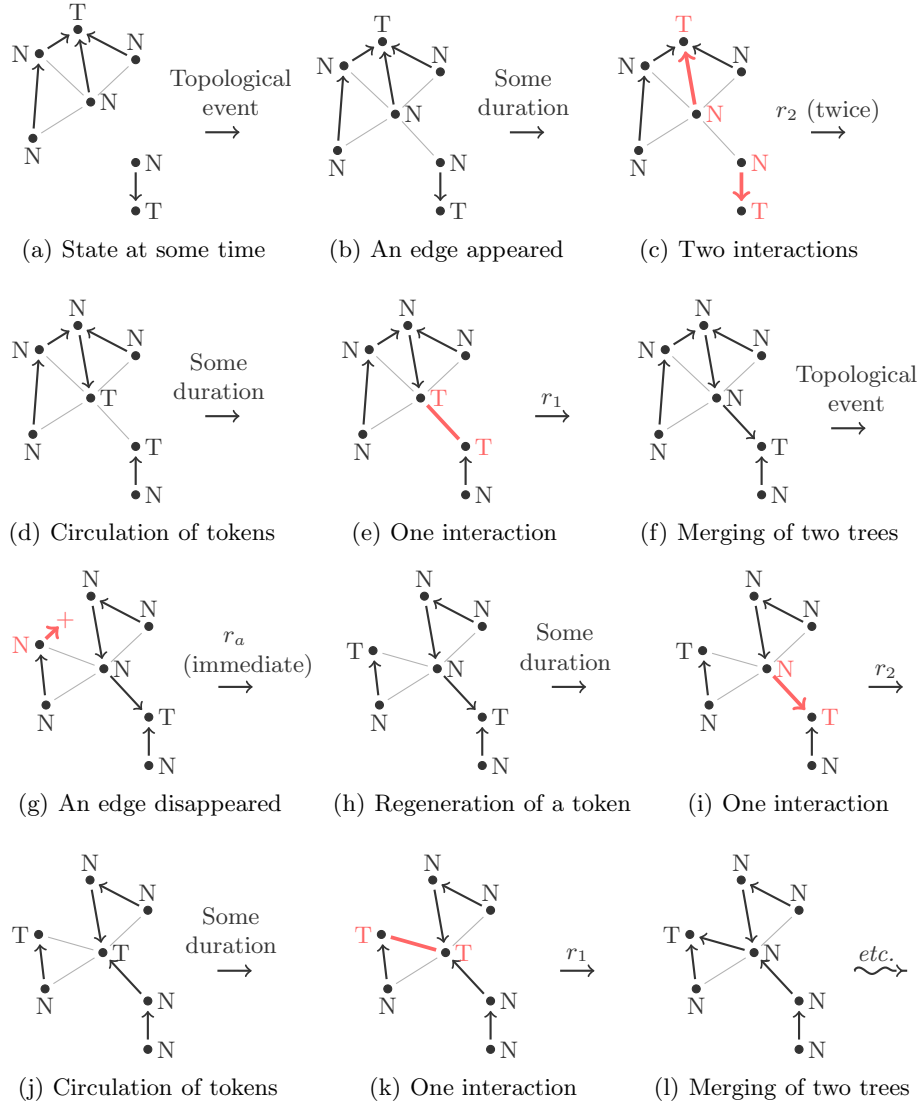 T
N
N
N
N
N
T
Topological
event
T
N
N
N
N
N
T
Some
duration
T
N
N
N
N
N
T
r₂ (twice)
(a) State at some time
(b) An edge appeared
(c) Two interactions
N
N
N
T
N
T
N
Some
duration
N
N
N
T
N
T
N
r₁
N
N
N
N
N
T
N
Topological
event
(d) Circulation of tokens
(e) One interaction
(f) Merging of two trees
N
N
N
+
N
N
T
N
rₐ
(immediate)
N
N
T
N
N
T
N
Some
duration
N
N
T
N
N
T
N
r₂
(g) An edge disappeared
(h) Regeneration of a token
(i) One interaction
N
N
T
T
N
N
N
Some
duration
N
N
T
T
N
N
N
r₁
N
N
T
N
N
N
N
etc.
(j) Circulation of tokens
(k) One interaction
(l) Merging of two trees